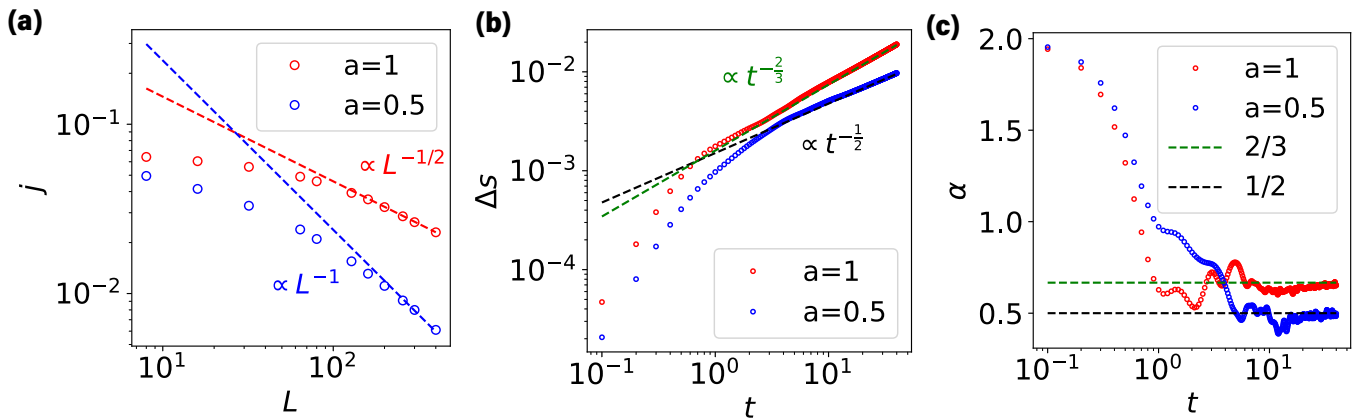 (a)
j
10^{-1}
10^{-2}
a=1
a=0.5
∝ L^{-1/2}
∝ L^{-1}
10^1
10^2
L
(b)
Δs
10^{-2}
10^{-3}
10^{-4}
∝ t^{-\frac{2}{3}}
∝ t^{-\frac{1}{2}}
a=1
a=0.5
10^{-1}
10^0
10^1
t
(c)
α
2.0
1.5
1.0
0.5
a=1
a=0.5
2/3
1/2
10^{-1}
10^0
10^1
t